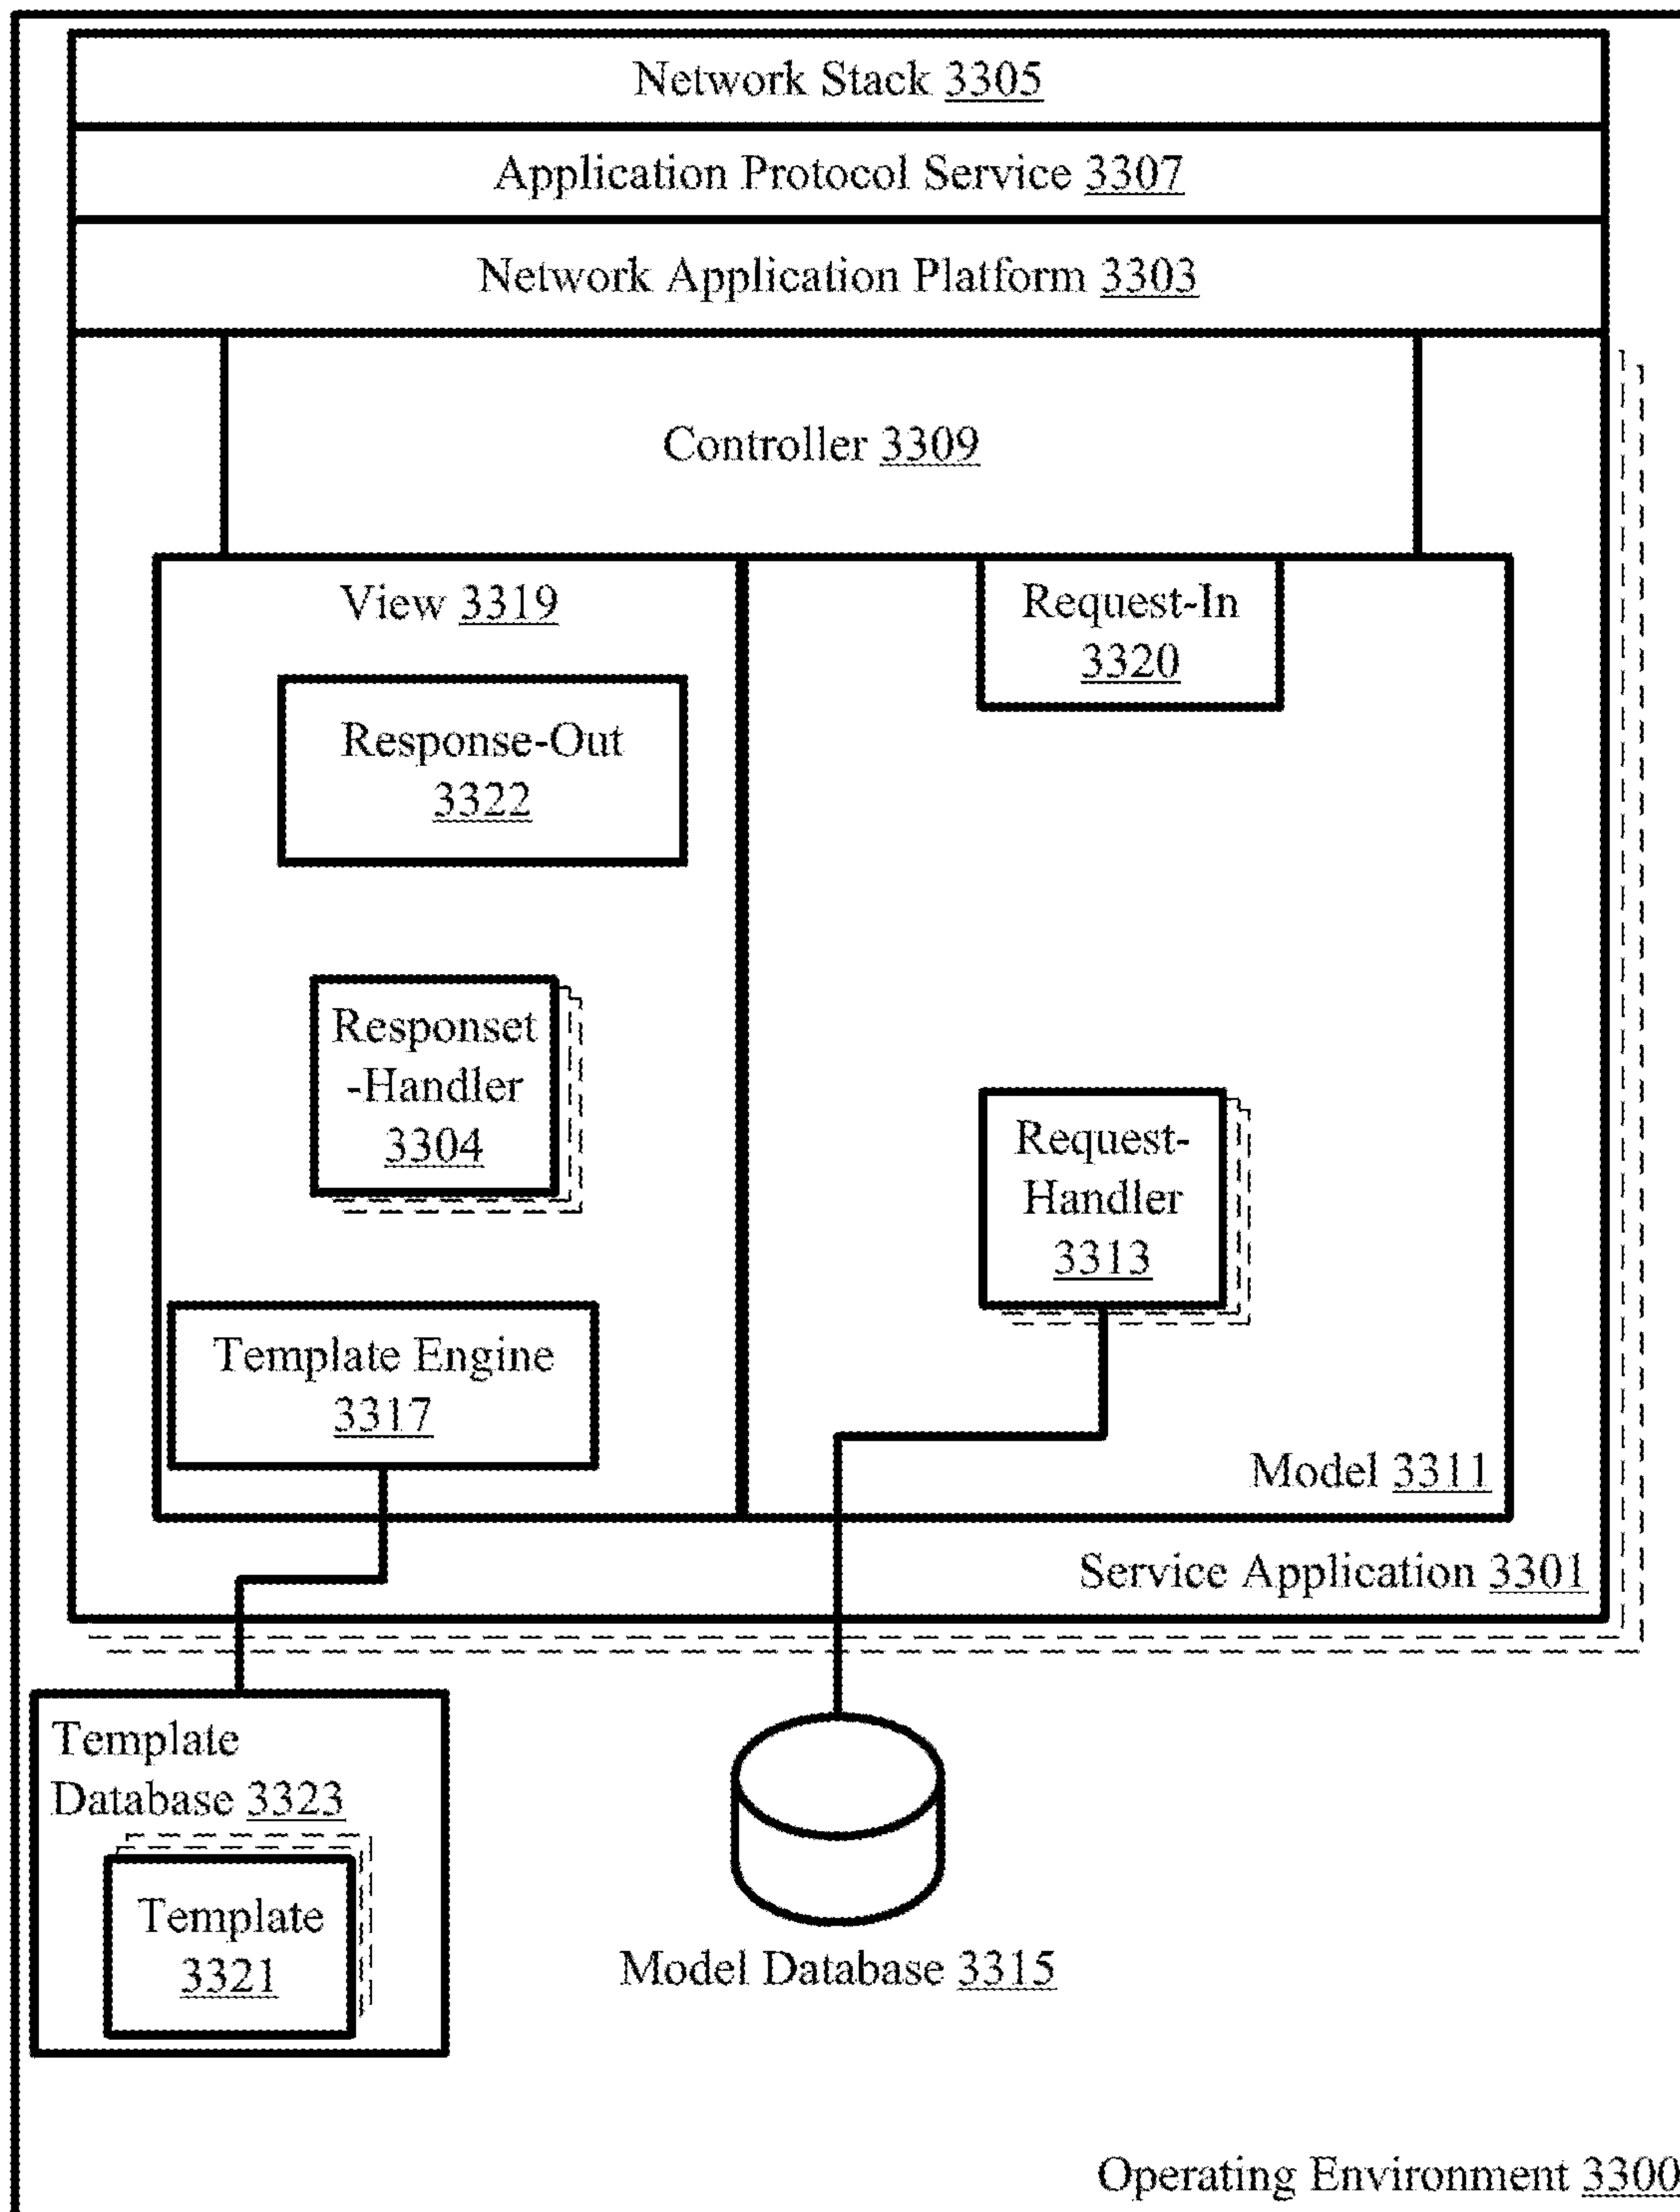 Network Stack 3305
Application Protocol Service 3307
Network Application Platform 3303
Controller 3309
View 3319
Response-Out
3322
Responset
-Handler
3304
Template Engine
3317
Request-In
3320
Request-
Handler
3313
Model 3311
Service Application 3301
Template
Database 3323
Template
3321
Model Database 3315
Operating Environment 3300